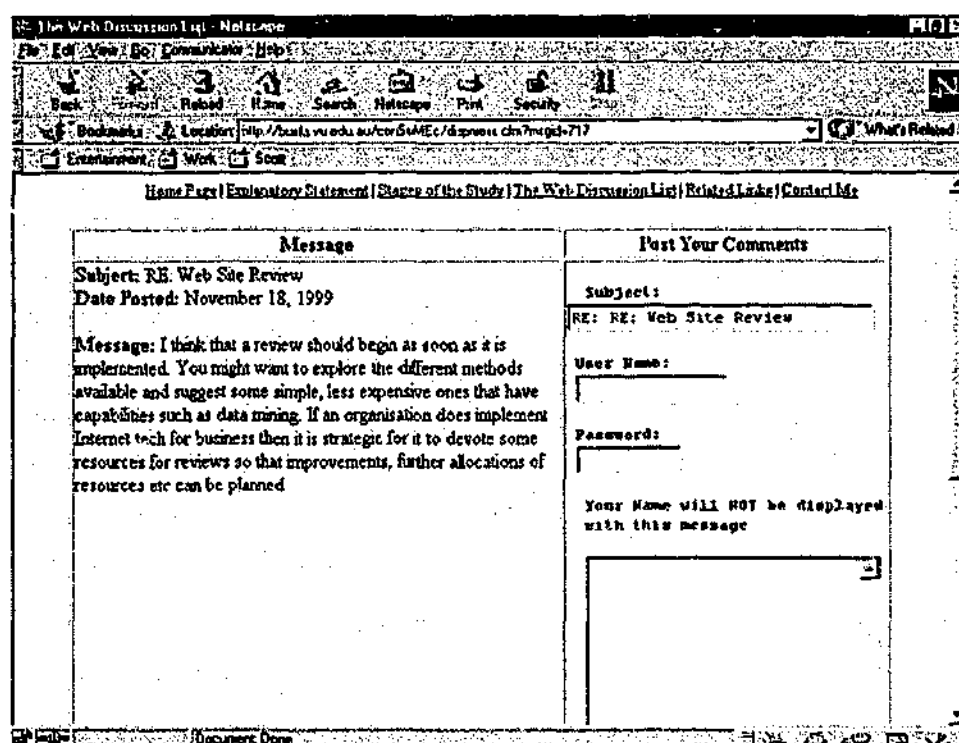 The Web Discussion List - Netscape
File Edit View Go Communicator Help
Back Reload Home Search Netscape Print Security Stop
Bookmarks Location: What's Related
Entertainment Work Scott
Home Page | Explanatory Statement | Stages of the Study | The Web Discussion List | Related Links | Contact Me
Message
Subject: RE: Web Site Review
Date Posted: November 18, 1999
Message: I think that a review should begin as soon as it is
implemented. You might want to explore the different methods
available and suggest some simple, less expensive ones that have
capabilities such as data mining. If an organisation does implement
Internet tech for business then it is strategic for it to devote some
resources for reviews so that improvements, further allocations of
resources etc can be planned
Post Your Comments
Subject:
RE: RE: Web Site Review
User Name:
Password:
Your Name will NOT be displayed
with this message
Document: Done